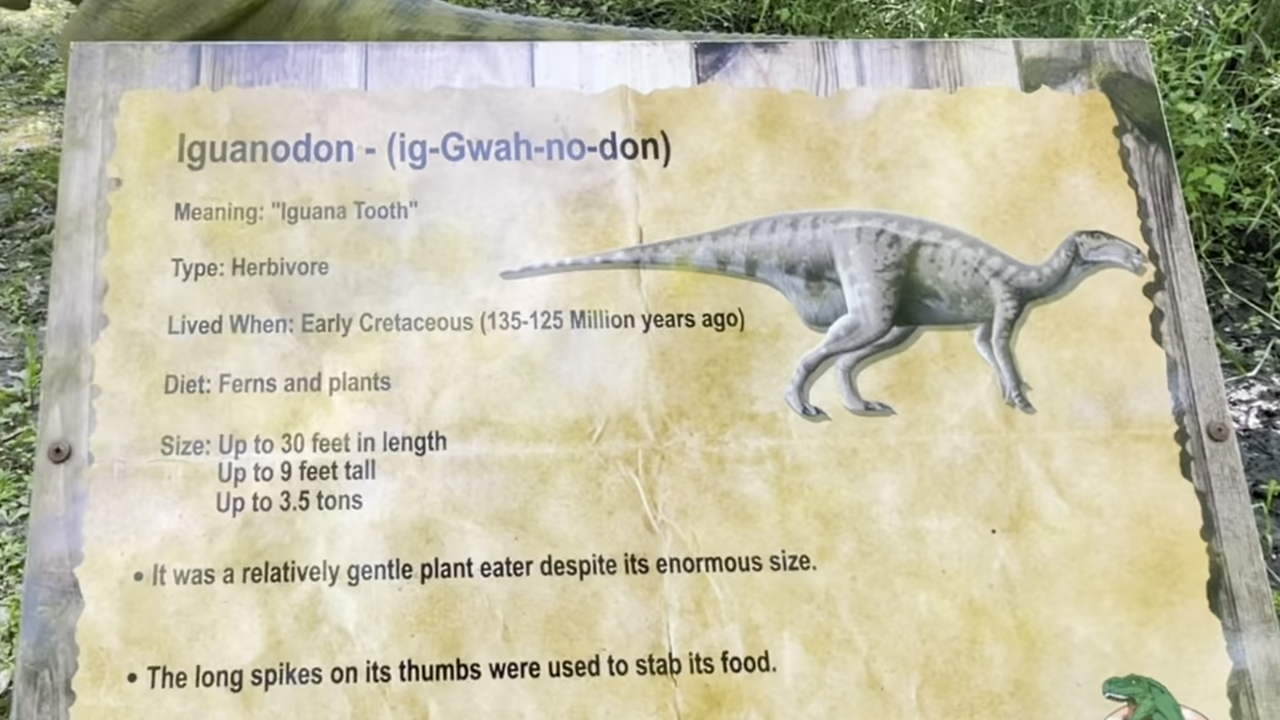 Iguanodon - (ig-Gwah-no-don)
Meaning: "Iguana Tooth"
Type: Herbivore
Lived When: Early Cretaceous (135-125 Million years ago)
Diet: Ferns and plants
Size: Up to 30 feet in length
Up to 9 feet tall
Up to 3.5 tons
• It was a relatively gentle plant eater despite its enormous size.
• The long spikes on its thumbs were used to stab its food.